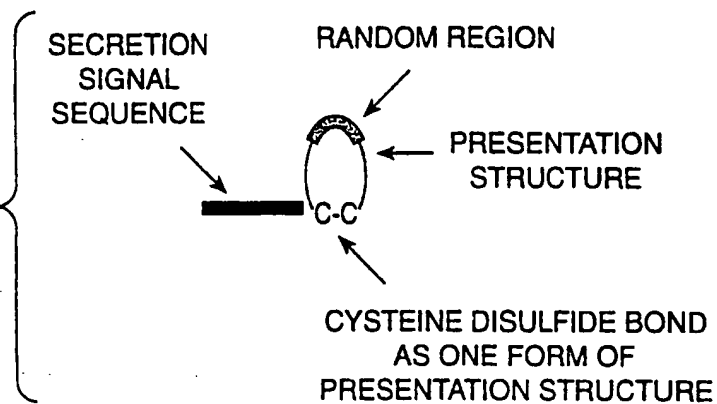 SECRETION
SIGNAL
SEQUENCE
RANDOM REGION
PRESENTATION
STRUCTURE
C-C
CYSTEINE DISULFIDE BOND
AS ONE FORM OF
PRESENTATION STRUCTURE